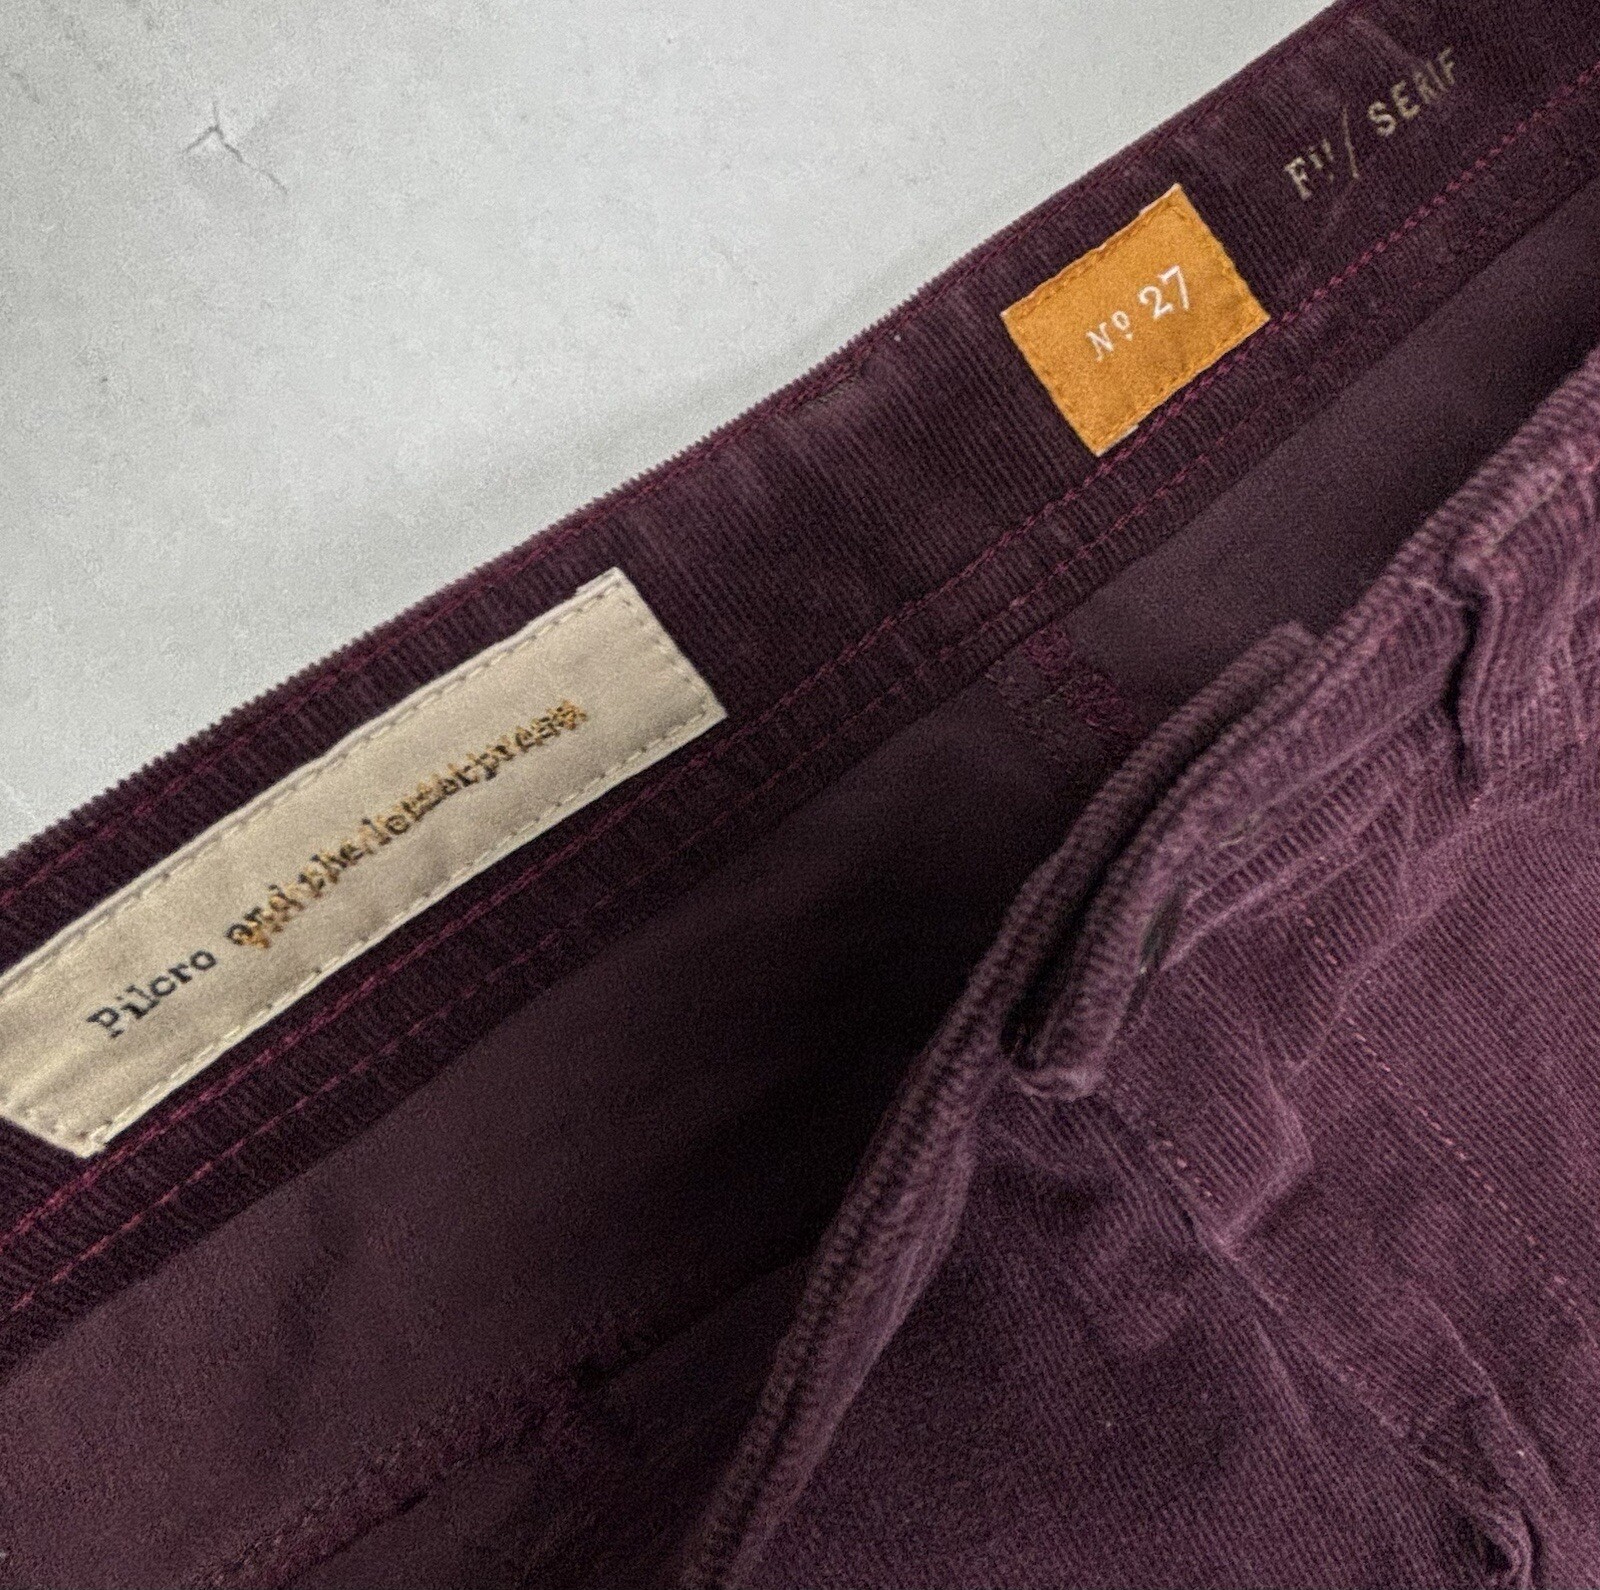 Pilcro and the letterpress
Nº 27
Fit / SERIF